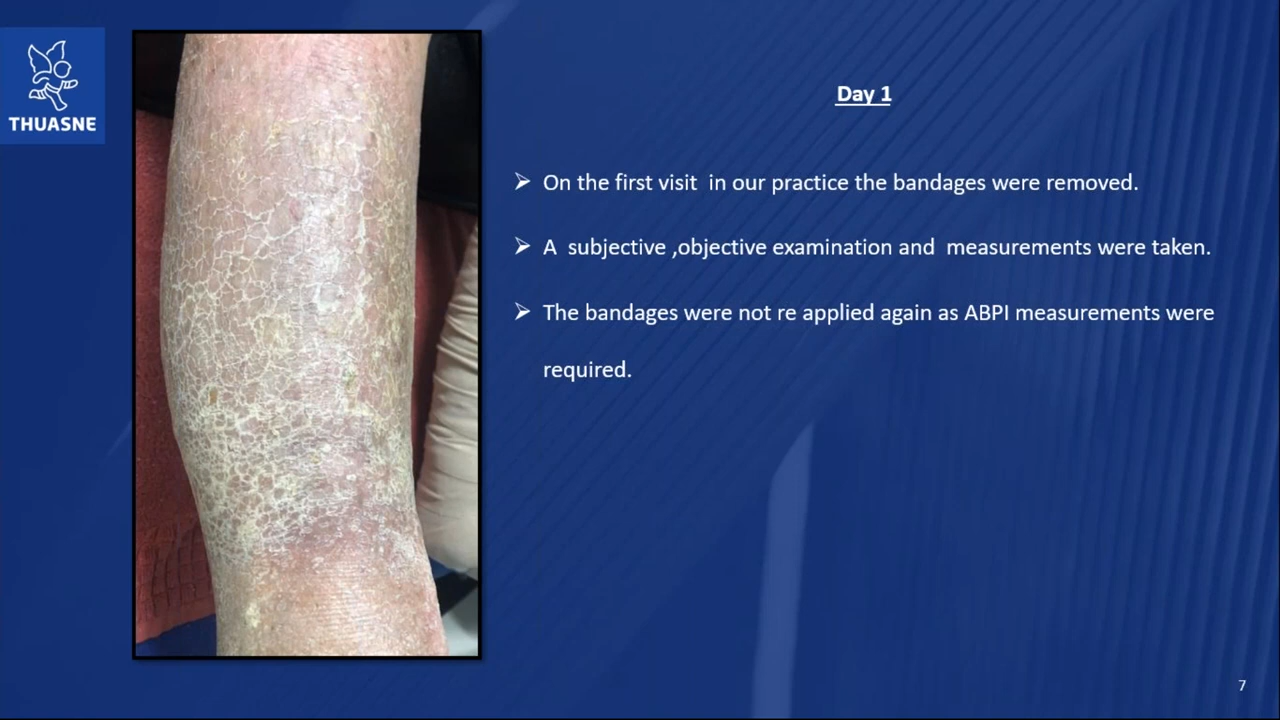 THUASNE
Day 1
➢ On the first visit  in our practice the bandages were removed.
➢ A  subjective ,objective examination and  measurements were taken.
➢ The bandages were not re applied again as ABPI measurements were
required.
7